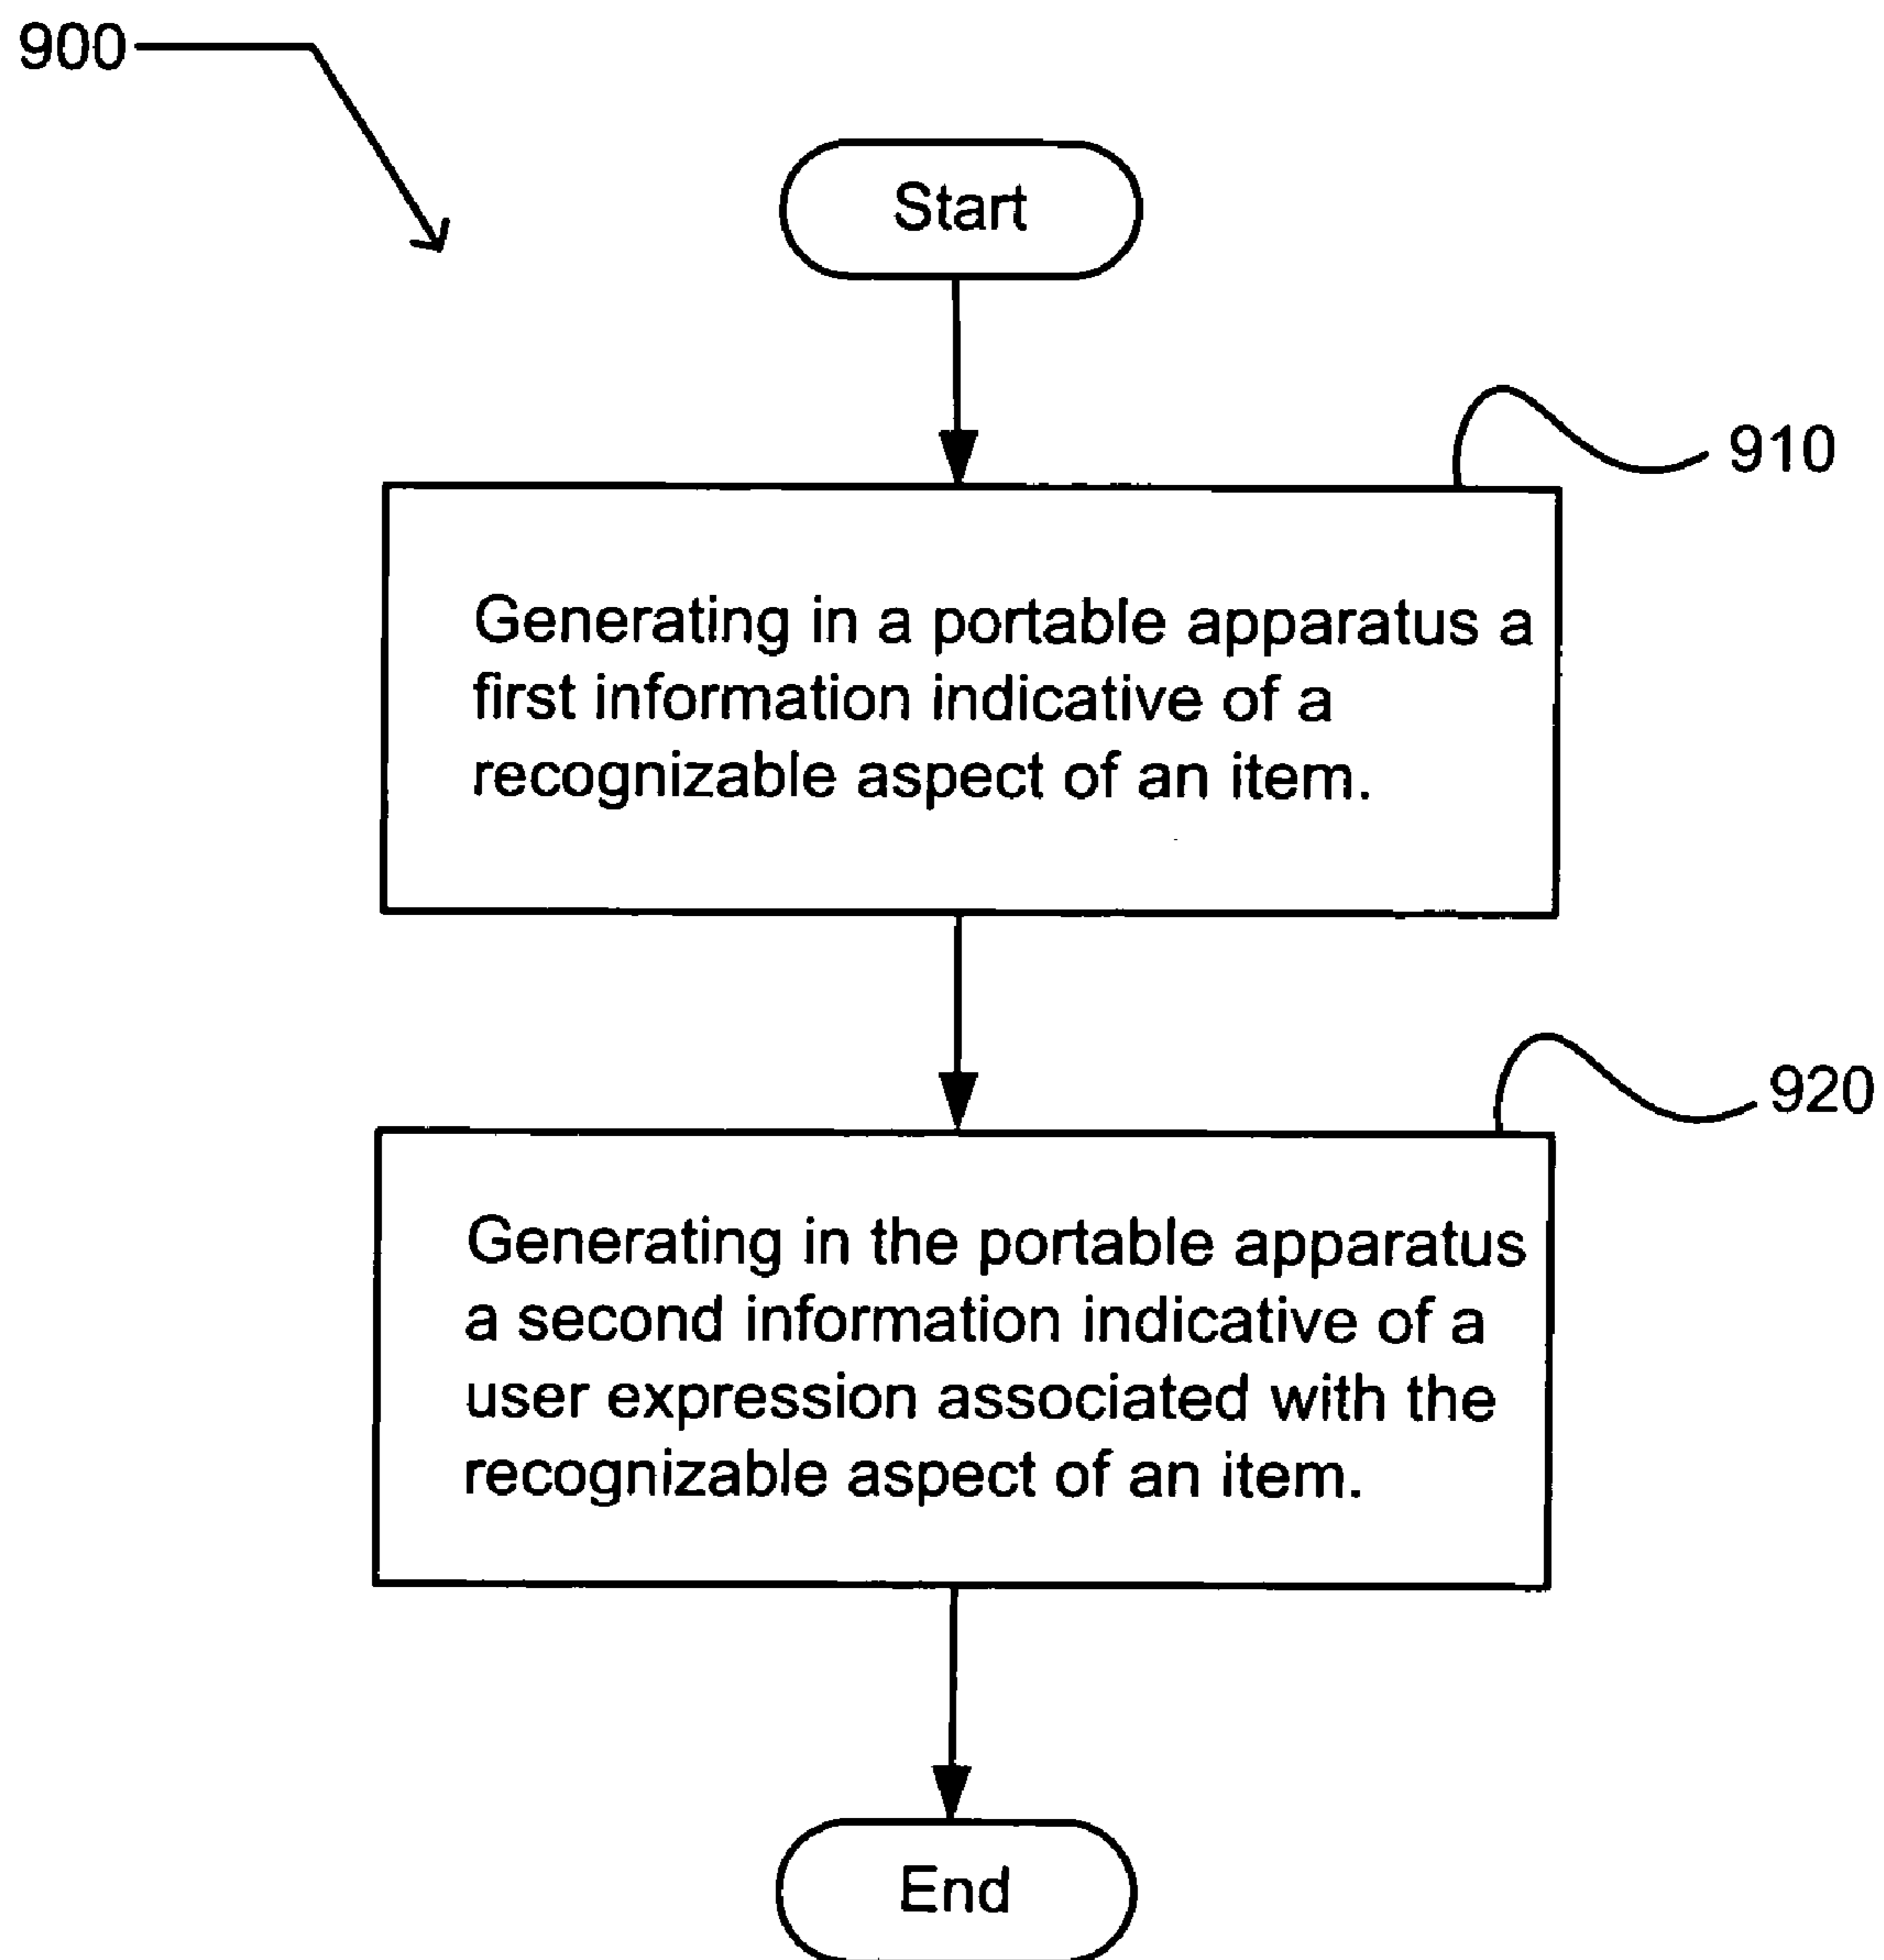 900
Start
910
Generating in a portable apparatus a
first information indicative of a
recognizable aspect of an item.
920
Generating in the portable apparatus
a second information indicative of a
user expression associated with the
recognizable aspect of an item.
End